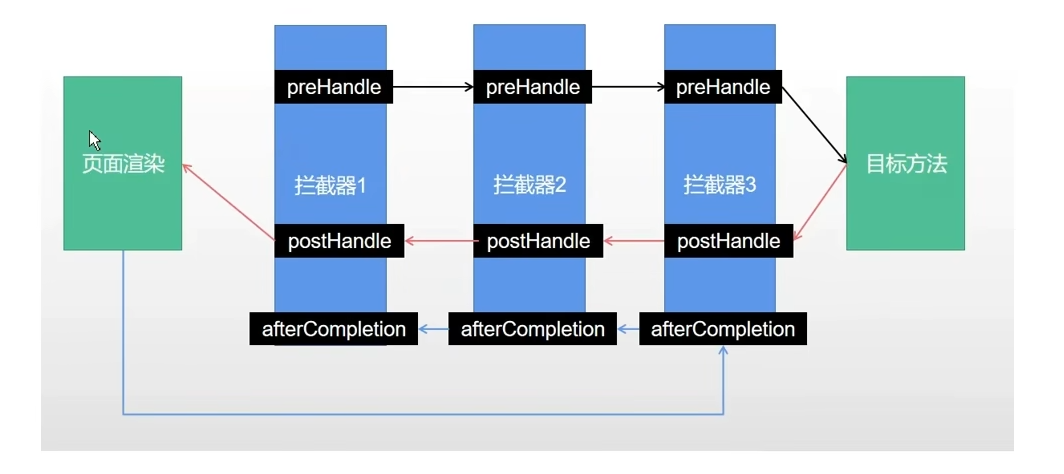 preHandle
preHandle
preHandle
页面渲染
拦截器1
拦截器2
拦截器3
目标方法
postHandle
postHandle
postHandle
afterCompletion
afterCompletion
afterCompletion